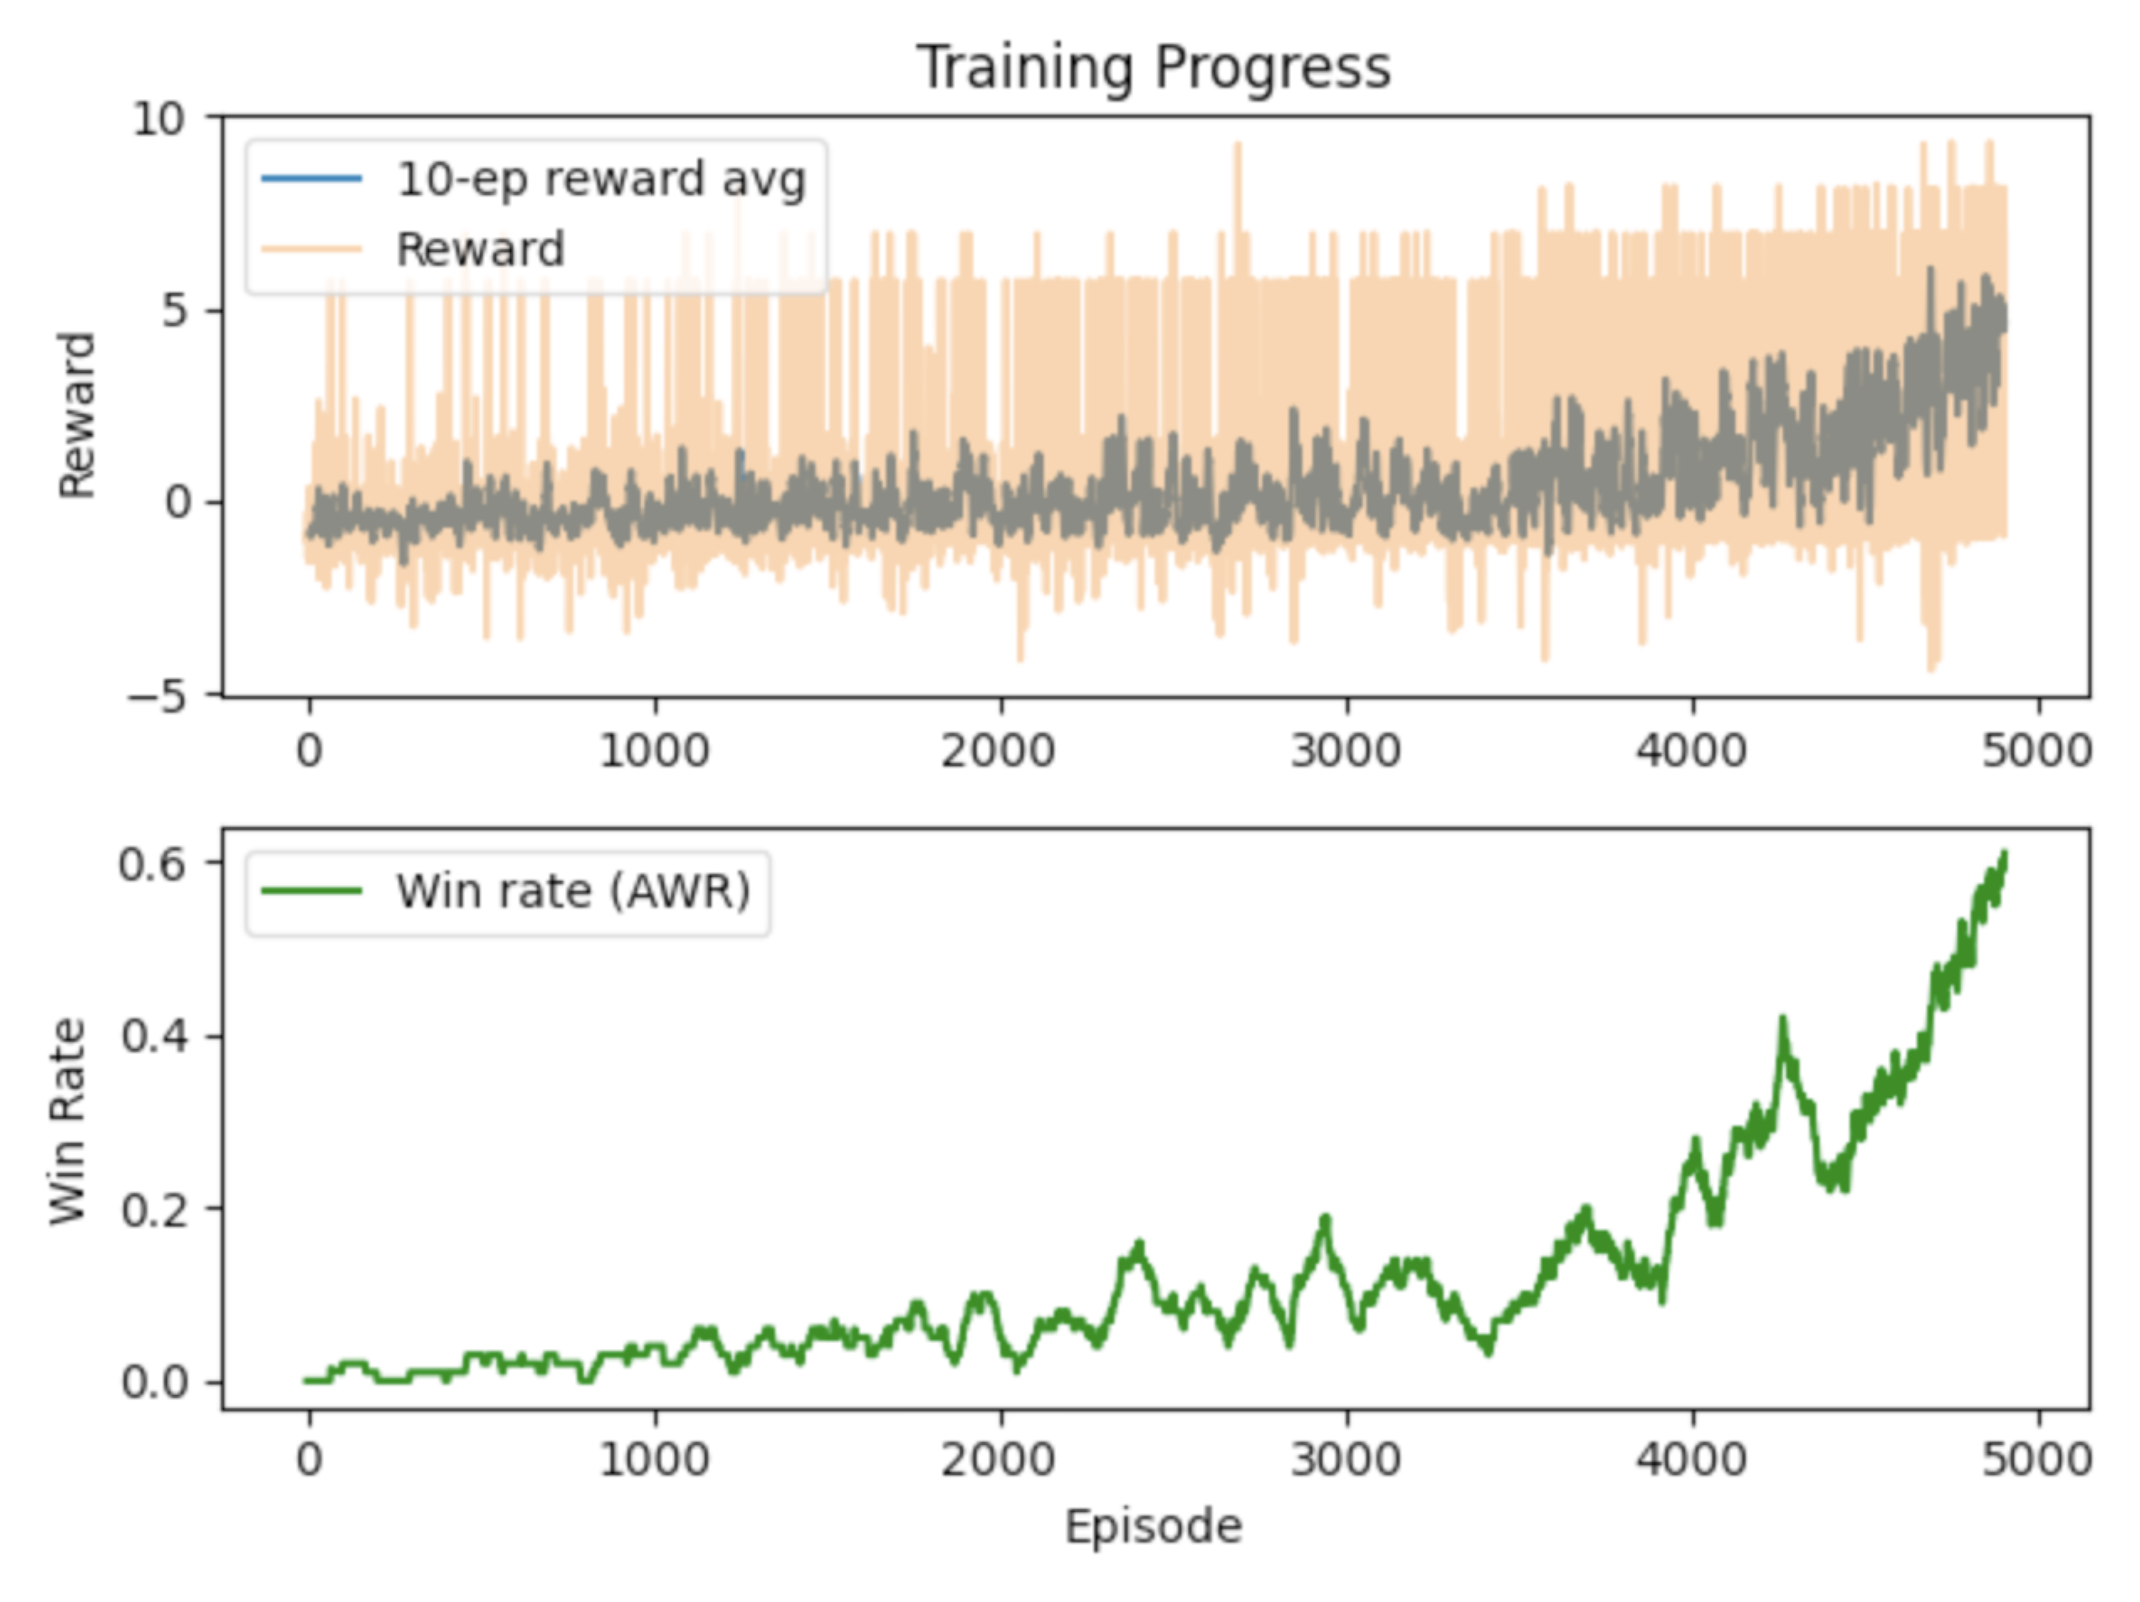 Training Progress
10
5
0
−5
Reward
10-ep reward avg
Reward
0 1000 2000 3000 4000 5000
0.6
0.4
0.2
0.0
Win Rate
Win rate (AWR)
0 1000 2000 3000 4000 5000
Episode